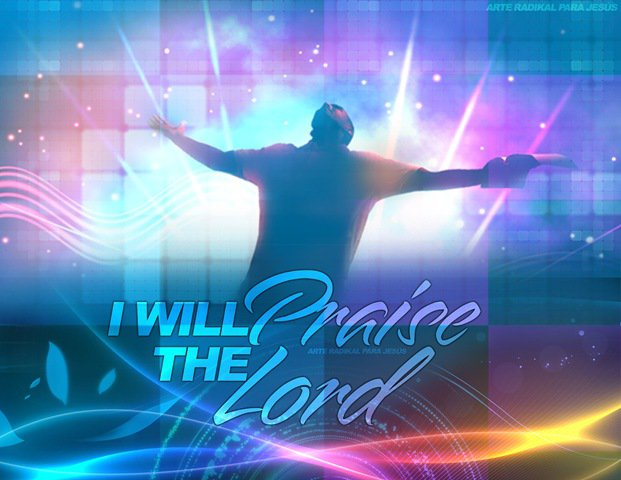 ARTE RADIKAL PARA JESUS
I WILL Praise
ARTE RADIKAL PARA JESUS
THE Lord